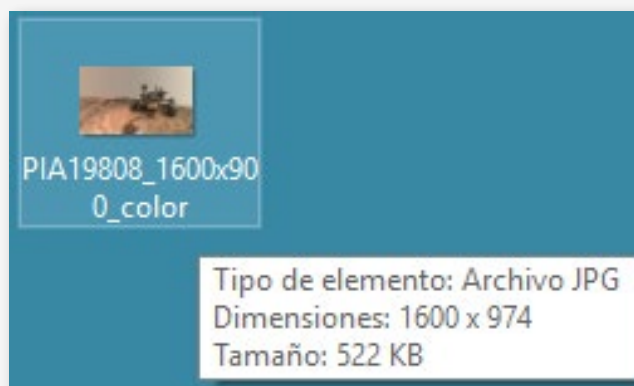 PIA19808_1600x90
0_color
Tipo de elemento: Archivo JPG
Dimensiones: 1600 x 974
Tamaño: 522 KB